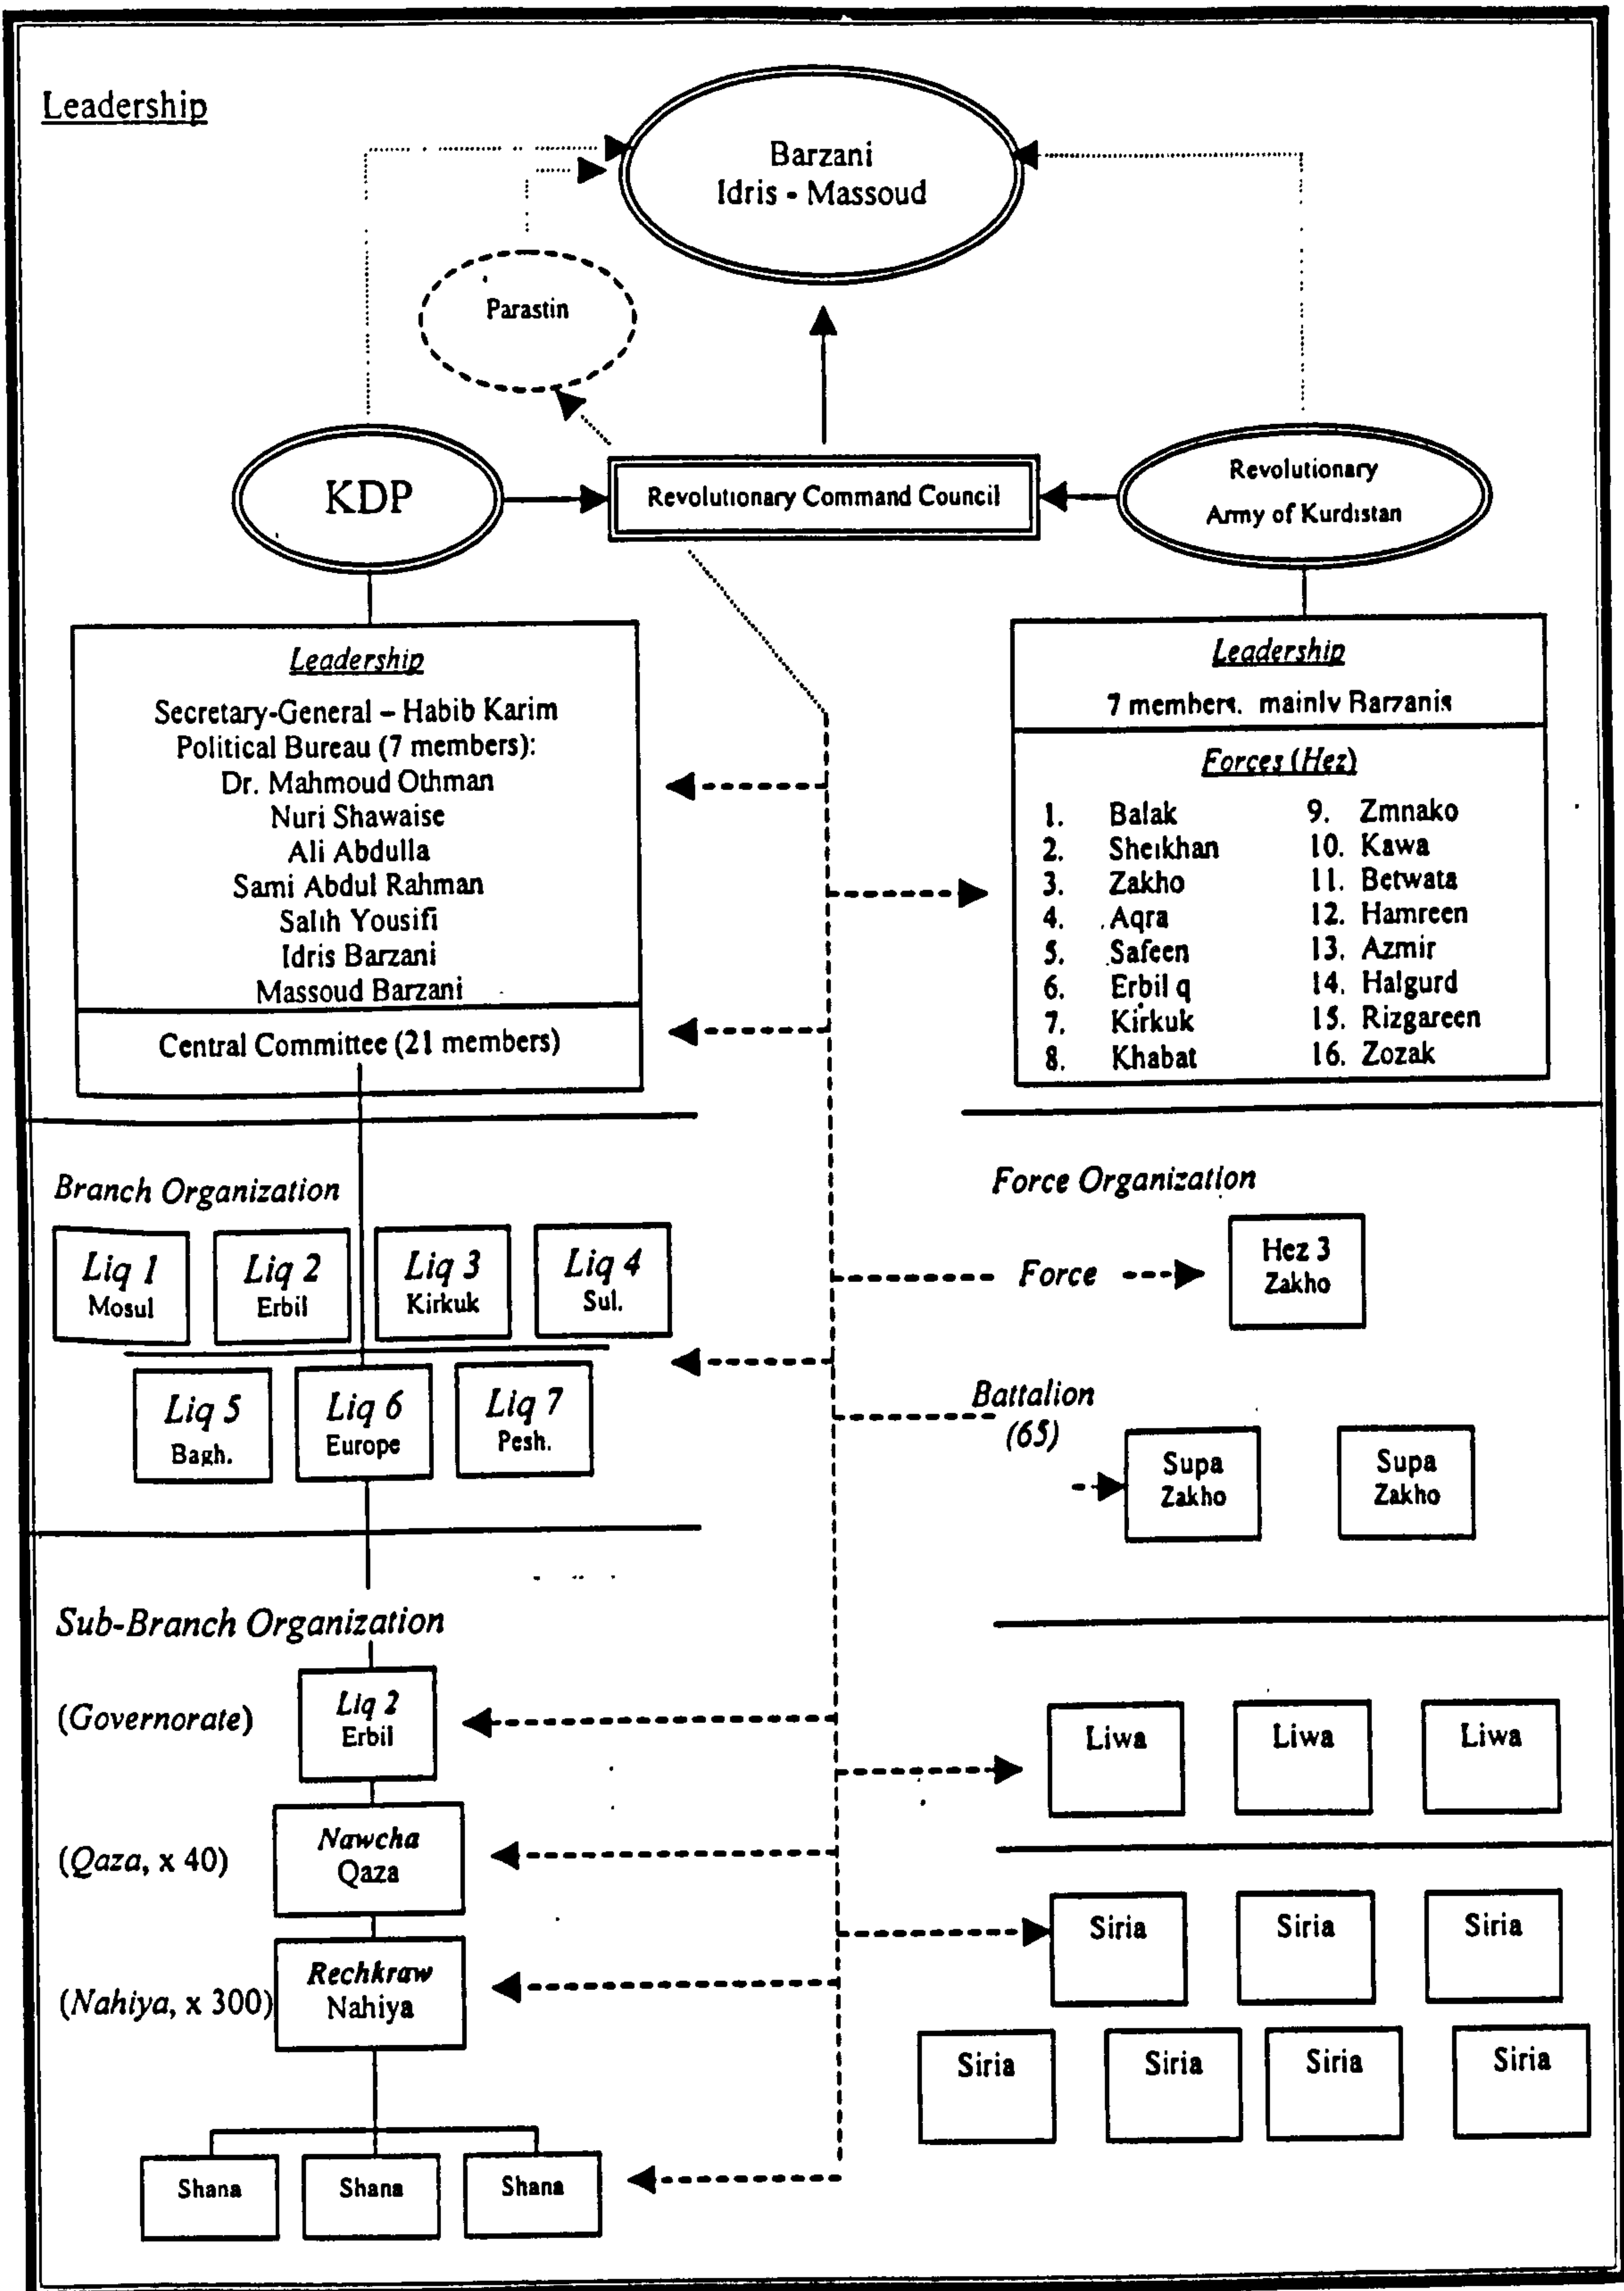 Leadership
Barzani
Idris - Massoud
Parastin
KDP
Revolutionary Command Council
Revolutionary
Army of Kurdistan
Leadership
Secretary-General – Habib Karim
Political Bureau (7 members):
Dr. Mahmoud Othman
Nuri Shawaise
Ali Abdulla
Sami Abdul Rahman
Salih Yousifi
Idris Barzani
Massoud Barzani
Central Committee (21 members)
Leadership
7 members. mainly Barzanis
Forces (Hez)
1. Balak
2. Sheikhan
3. Zakho
4. Aqra
5. Safeen
6. Erbil q
7. Kirkuk
8. Khabat
9. Zmnako
10. Kawa
11. Betwata
12. Hamreen
13. Azmir
14. Halgurd
15. Rizgareen
16. Zozak
Branch Organization
Liq 1
Mosul
Liq 2
Erbil
Liq 3
Kirkuk
Liq 4
Sul.
Liq 5
Bagh.
Liq 6
Europe
Liq 7
Pesh.
Force Organization
Force
Hez 3
Zakho
Battalion
(65)
Supa
Zakho
Supa
Zakho
Sub-Branch Organization
(Governorate)
Liq 2
Erbil
(Qaza, x 40)
Nawcha
Qaza
(Nahiya, x 300)
Rechkraw
Nahiya
Shana
Shana
Shana
Liwa
Liwa
Liwa
Siria
Siria
Siria
Siria
Siria
Siria
Siria